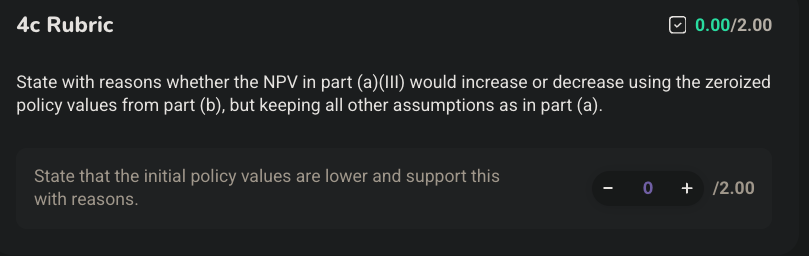 4c Rubric
0.00/2.00
State with reasons whether the NPV in part (a)(III) would increase or decrease using the zeroized
policy values from part (b), but keeping all other assumptions as in part (a).
State that the initial policy values are lower and support this
with reasons.
− 0 + /2.00